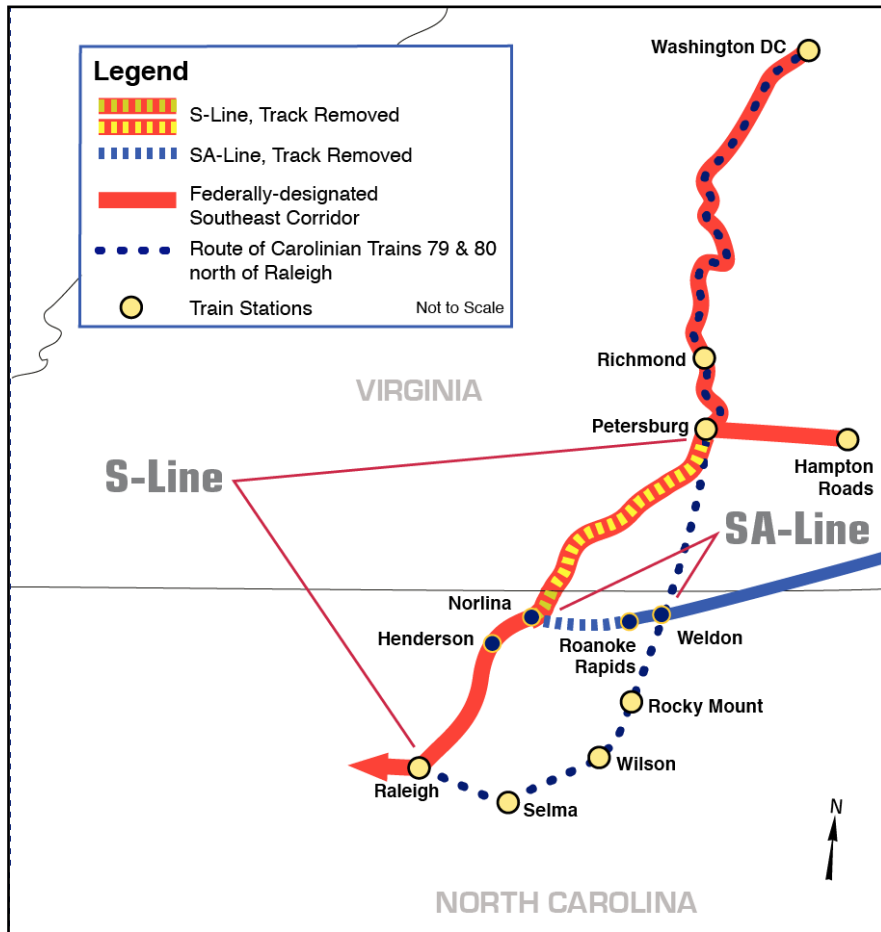 Washington DC
Legend
S-Line, Track Removed
SA-Line, Track Removed
Federally-designated
Southeast Corridor
Route of Carolinian Trains 79 & 80
north of Raleigh
Train Stations
Not to Scale
Richmond
VIRGINIA
Petersburg
Hampton
Roads
S-Line
SA-Line
Norlina
Henderson
Roanoke
Rapids
Weldon
Rocky Mount
Wilson
Raleigh
Selma
N
NORTH CAROLINA